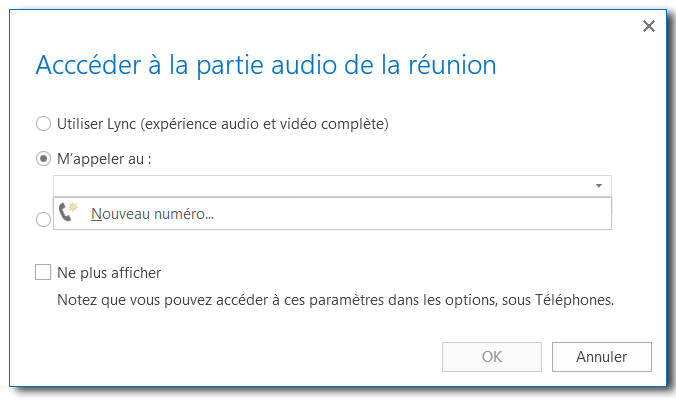 Acccéder à la partie audio de la réunion
Utiliser Lync (expérience audio et vidéo complète)
M'appeler au :
Nouveau numéro...
Ne plus afficher
Notez que vous pouvez accéder à ces paramètres dans les options, sous Téléphones.
OK
Annuler